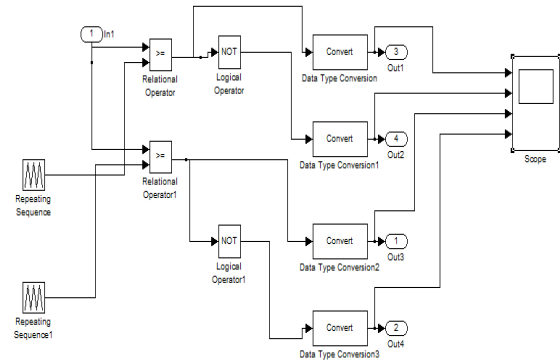 1
In1
>=
Relational
Operator
NOT
Logical
Operator
Convert
Data Type Conversion
3
Out1
Convert
Data Type Conversion1
4
Out2
Scope
Repeating
Sequence
>=
Relational
Operator1
NOT
Logical
Operator1
Convert
Data Type Conversion2
1
Out3
Repeating
Sequence1
Convert
Data Type Conversion3
2
Out4